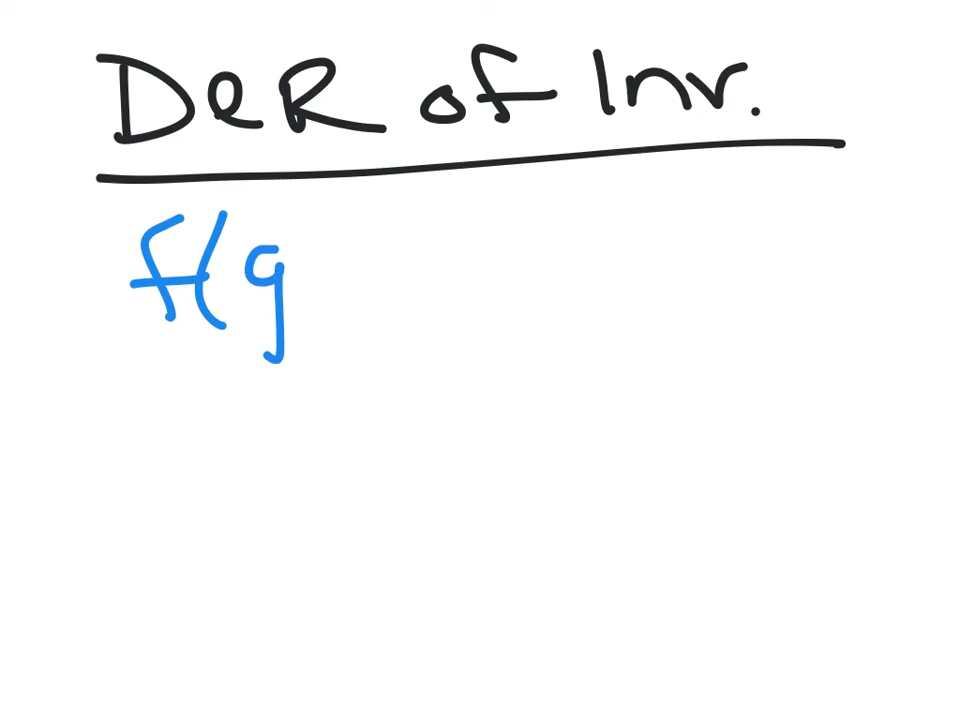 DeR of Inv.
f(g